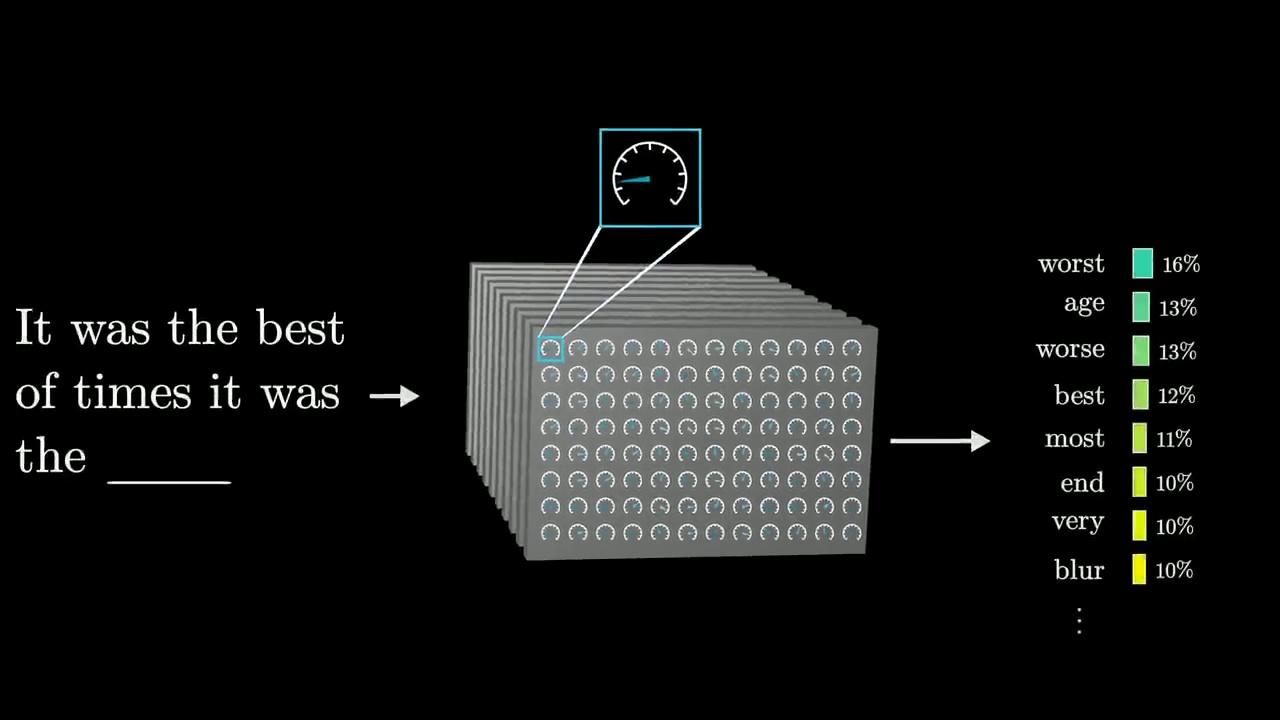 It was the best
of times it was
the
worst 16%
age 13%
worse 13%
best 12%
most 11%
end 10%
very 10%
blur 10%
⋮